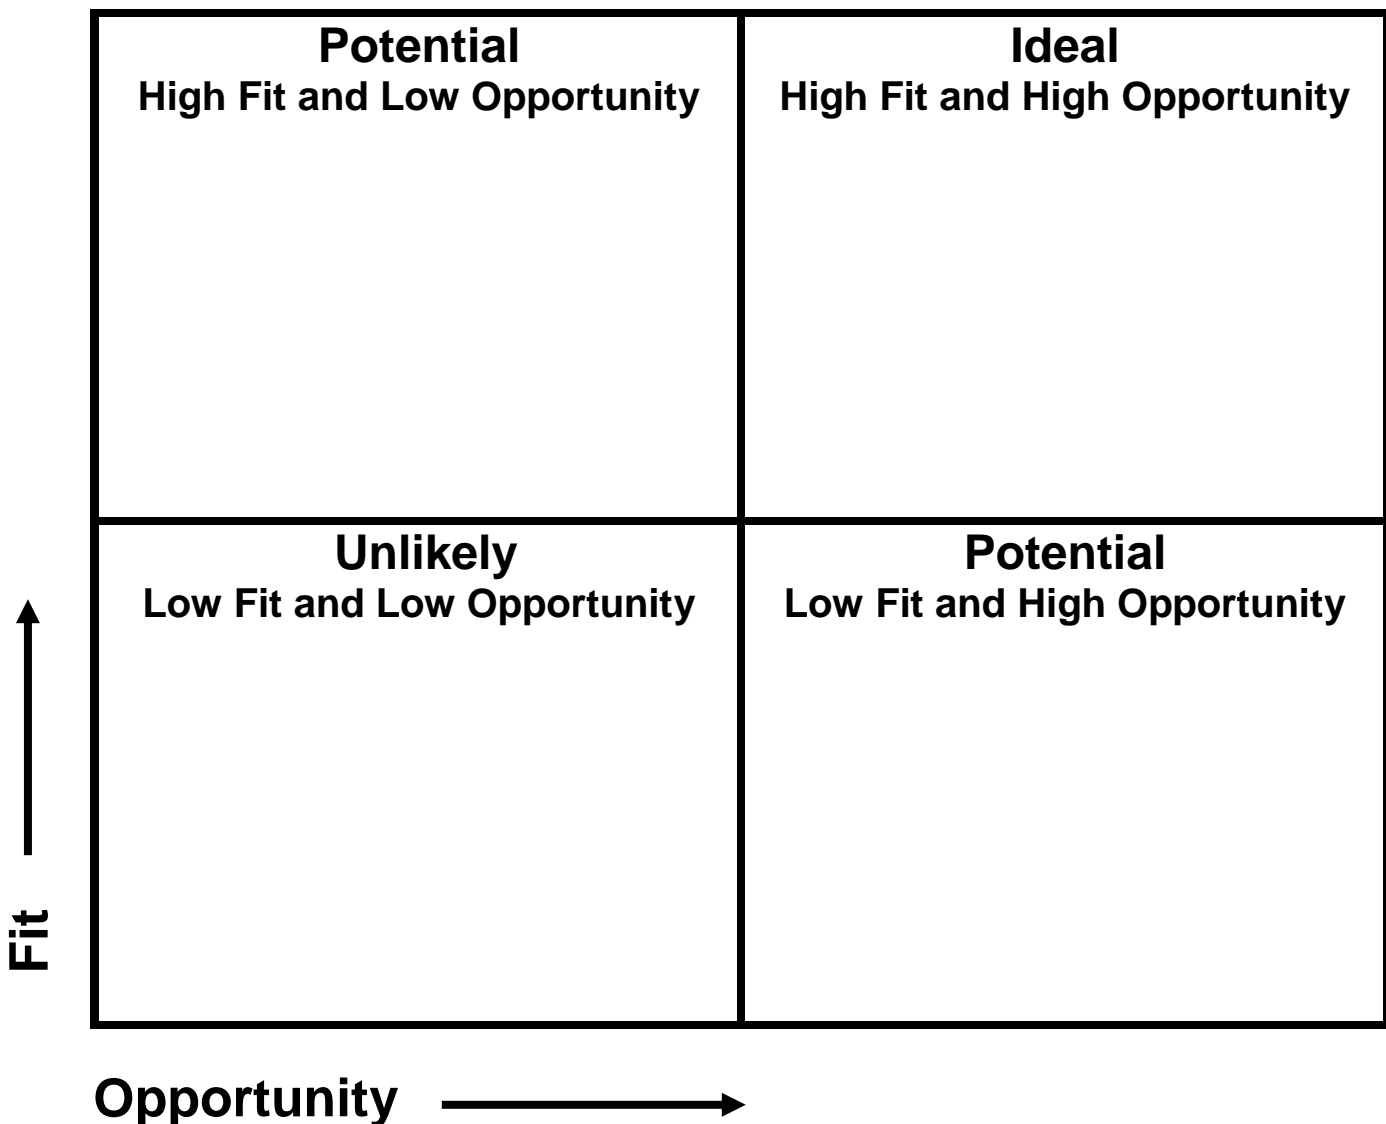 Potential
High Fit and Low Opportunity
Ideal
High Fit and High Opportunity
Unlikely
Low Fit and Low Opportunity
Potential
Low Fit and High Opportunity
Fit
Opportunity